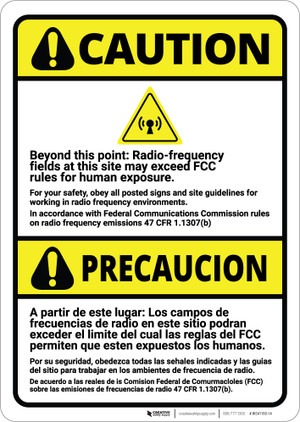 CAUTION
Beyond this point: Radio-frequency
fields at this site may exceed FCC
rules for human exposure.
For your safety, obey all posted signs and site guidelines for
working in radio frequency environments.
In accordance with Federal Communications Commission rules
on radio frequency emissions 47 CFR 1.1307(b)
PRECAUCION
A partir de este lugar: Los campos de
frecuencias de radio en este sitio podran
exceder el limite del cual las reglas del FCC
permiten que esten expuestos los humanos.
Por su seguridad, obedezca todas las señales indicadas y las guias
del sitio para trabajar en los ambientes de frecuencia de radio.
De acuerdo a las reales de is Comision Federal de Comurmacloles (FCC)
sobre las emisiones de frecuencias de radio 47 CFR 1.1307(b).
CREATIVE